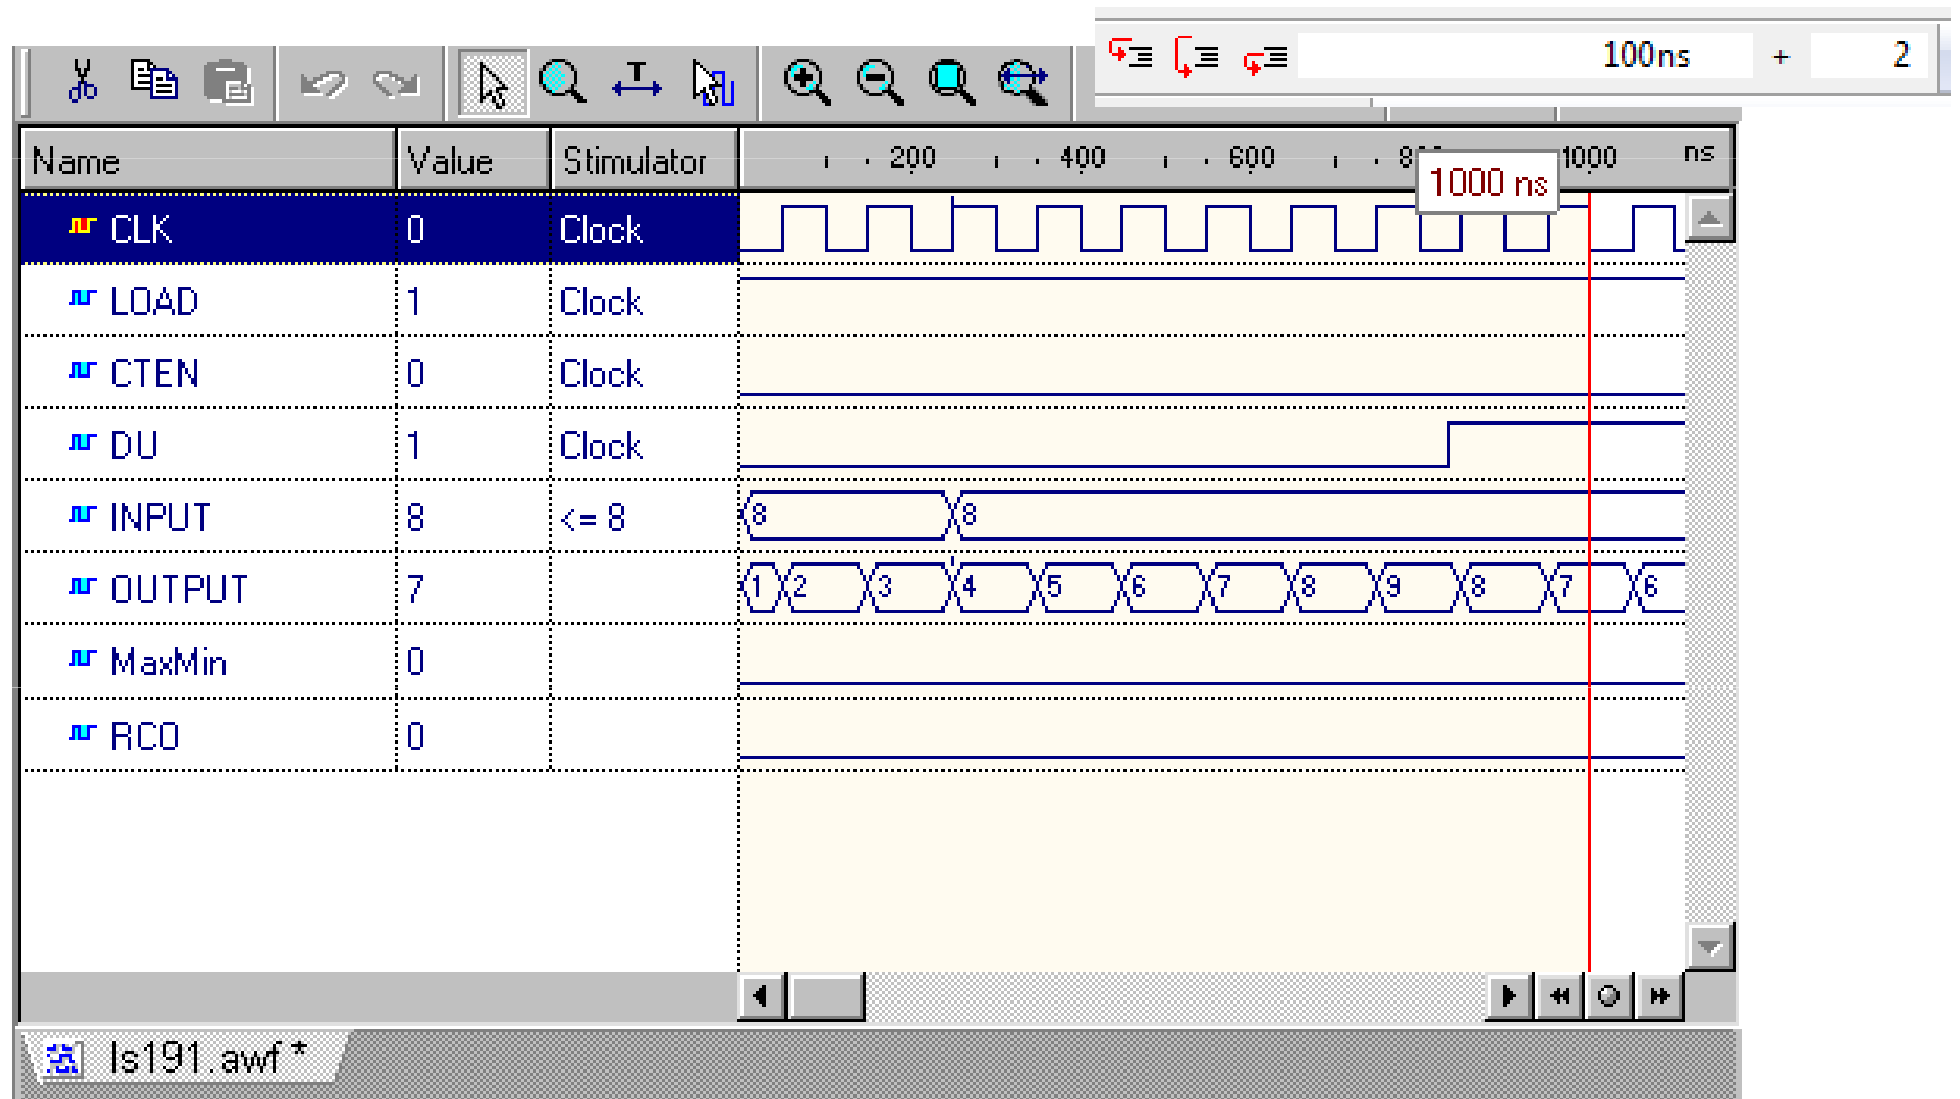 100ns + 2
Name Value Stimulator 200 400 600 8 1000 ns
1000 ns
CLK 0 Clock
LOAD 1 Clock
CTEN 0 Clock
DU 1 Clock
INPUT 8 <= 8 8 8
OUTPUT 7 1 2 3 4 5 6 7 8 9 8 7 6
MaxMin 0
RCO 0
ls191.awf *